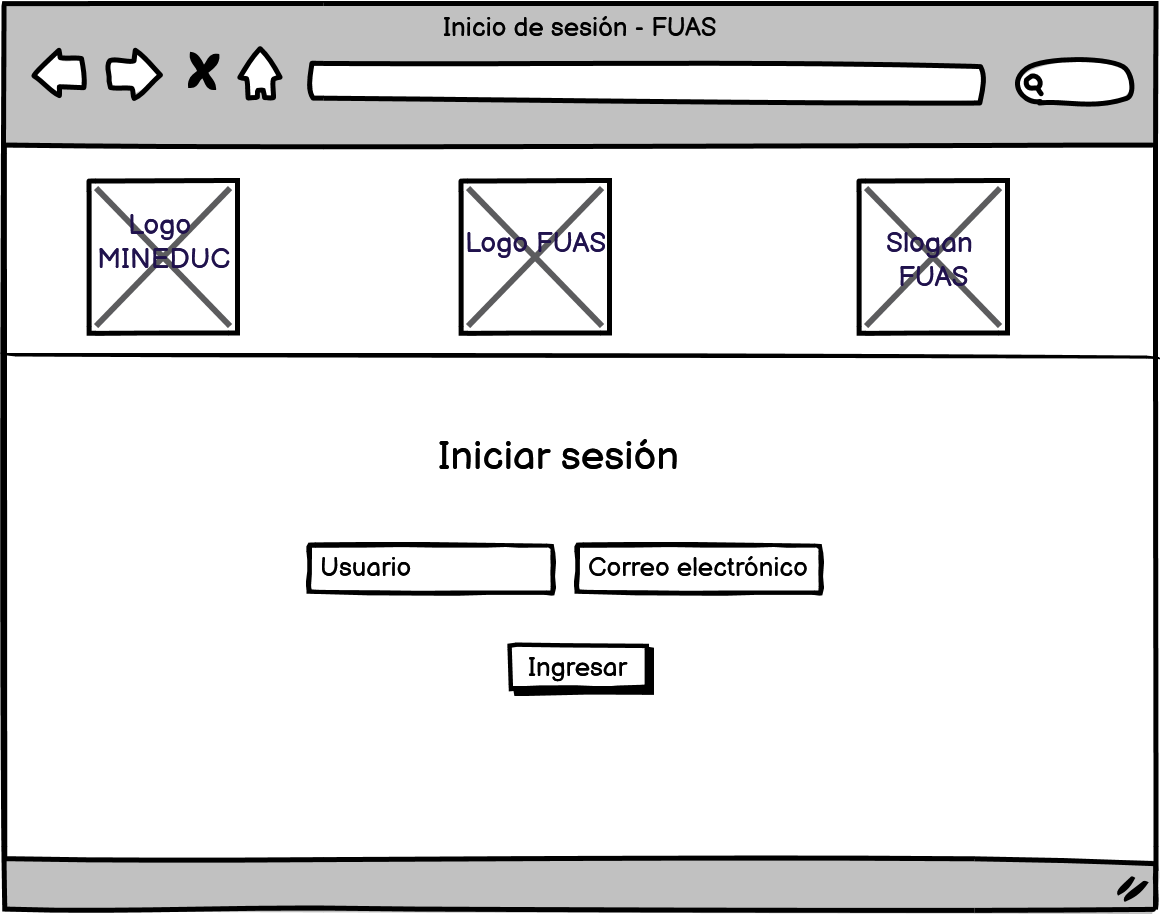 Inicio de sesión - FUAS
Logo
MINEDUC
Logo FUAS
Slogan
FUAS
Iniciar sesión
Usuario
Correo electrónico
Ingresar